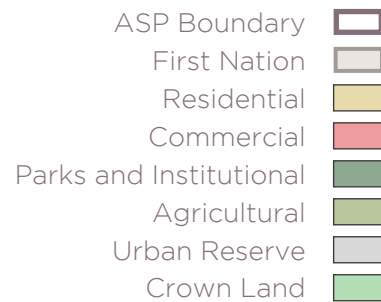 ASP Boundary
First Nation
Residential
Commercial
Parks and Institutional
Agricultural
Urban Reserve
Crown Land